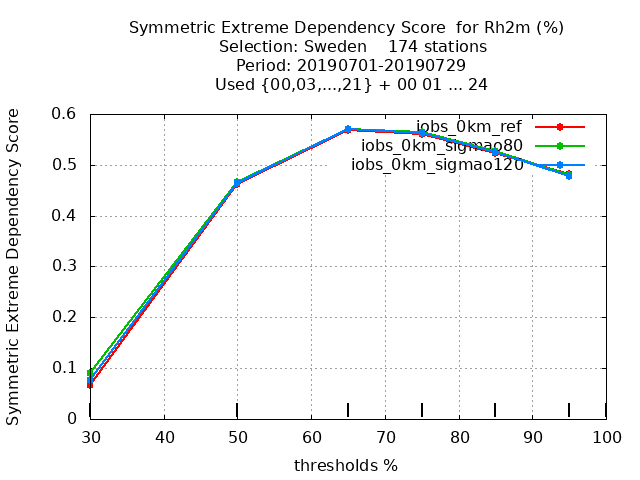 Symmetric Extreme Dependency Score  for Rh2m (%)
Selection: Sweden    174 stations
Period: 20190701-20190729
Used {00,03,...,21} + 00 01 ... 24
Symmetric Extreme Dependency Score
0.6
0.5
0.4
0.3
0.2
0.1
0
iobs_0km_ref
iobs_0km_sigmao80
iobs_0km_sigmao120
30 40 50 60 70 80 90 100
thresholds %